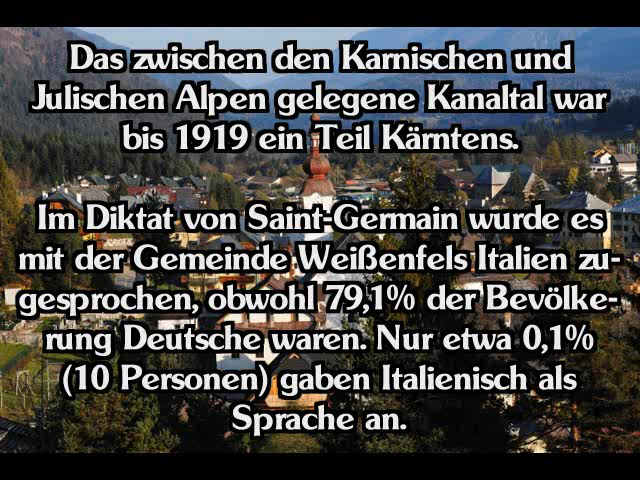 Das zwischen den Karnischen und
Julischen Alpen gelegene Kanaltal war
bis 1919 ein Teil Kärntens.
Im Diktat von Saint-Germain wurde es
mit der Gemeinde Weißenfels Italien zu-
gesprochen, obwohl 79,1% der Bevölke-
rung Deutsche waren. Nur etwa 0,1%
(10 Personen) gaben Italienisch als
Sprache an.